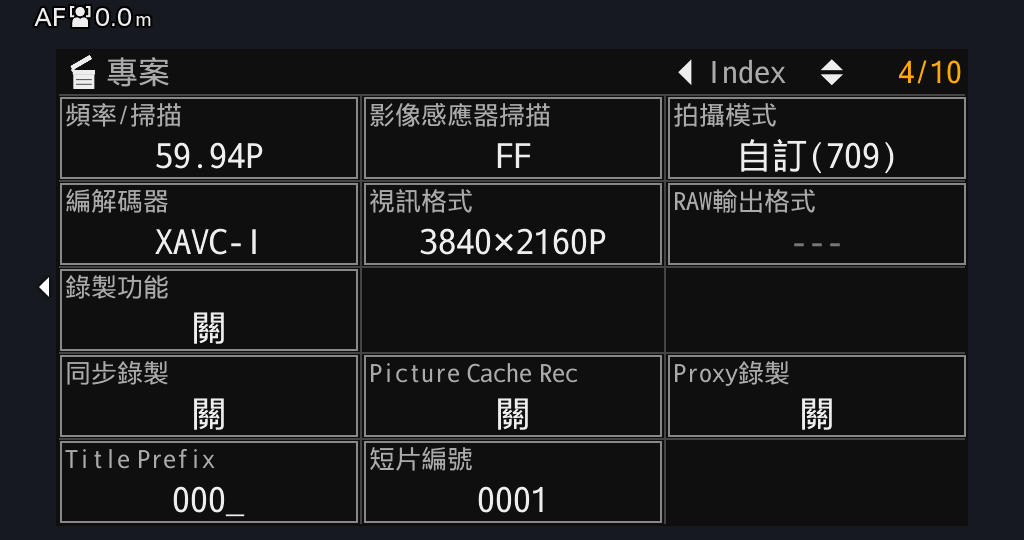 AF 0.0m
專案
Index
4/10
頻率/掃描
影像感應器掃描
拍攝模式
59.94P
FF
自訂(709)
編解碼器
視訊格式
RAW輸出格式
XAVC-I
3840×2160P
---
錄製功能
關
同步錄製
Picture Cache Rec
Proxy錄製
關
關
關
Title Prefix
短片編號
000_
0001